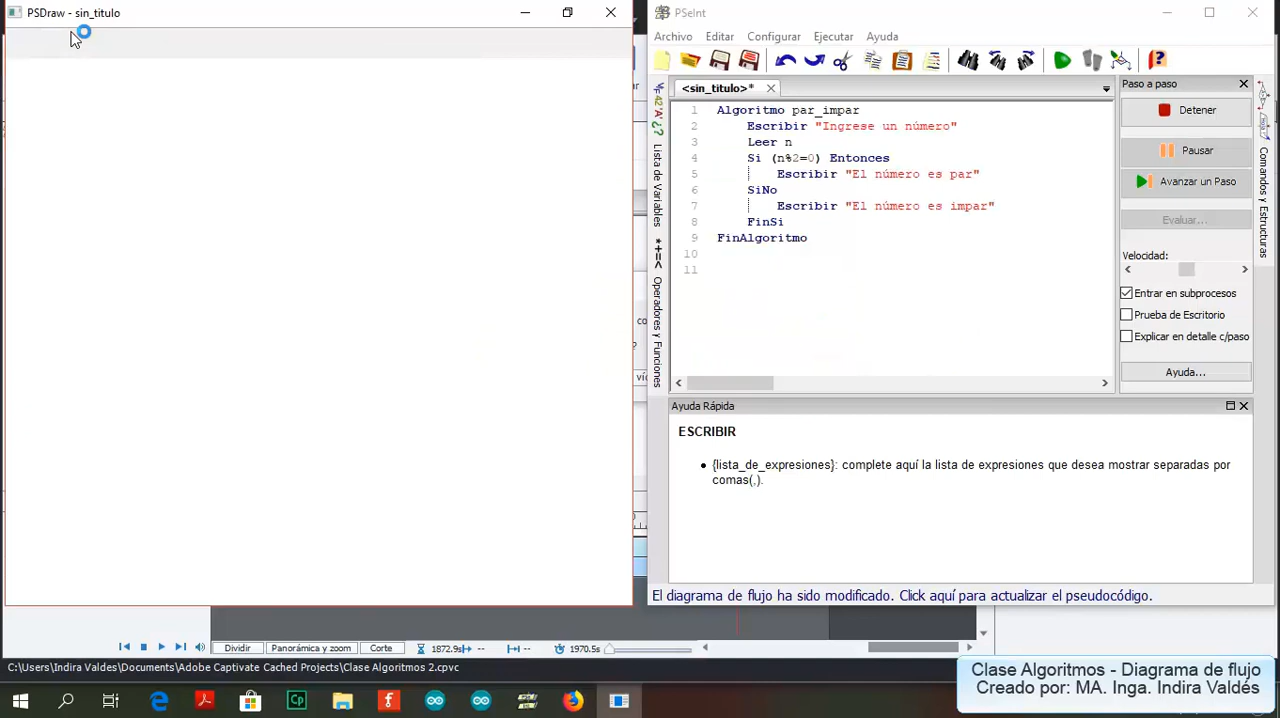 PSDraw - sin_titulo
PSeInt
Archivo Editar Configurar Ejecutar Ayuda
<sin_titulo>*
1 Algoritmo par_impar
2 Escribir "Ingrese un número"
3 Leer n
4 Si (n%2=0) Entonces
5 Escribir "El número es par"
6 SiNo
7 Escribir "El número es impar"
8 FinSi
9 FinAlgoritmo
10
11
Lista de Variables
Operadores y Funciones
Paso a paso
Detener
Pausar
Avanzar un Paso
Evaluar...
Velocidad:
Entrar en subprocesos
Prueba de Escritorio
Explicar en detalle c/paso
Ayuda...
Comandos y Estructuras
Ayuda Rápida
ESCRIBIR
{lista_de_expresiones}: complete aquí la lista de expresiones que desea mostrar separadas por
comas(,).
El diagrama de flujo ha sido modificado. Click aquí para actualizar el pseudocódigo.
Dividir Panorámica y zoom Corte 1872.9s -- -- 1970.5s
C:\Users\Indira Valdes\Documents\Adobe Captivate Cached Projects\Clase Algoritmos 2.cpvc
Clase Algoritmos - Diagrama de flujo
Creado por: MA. Inga. Indira Valdés